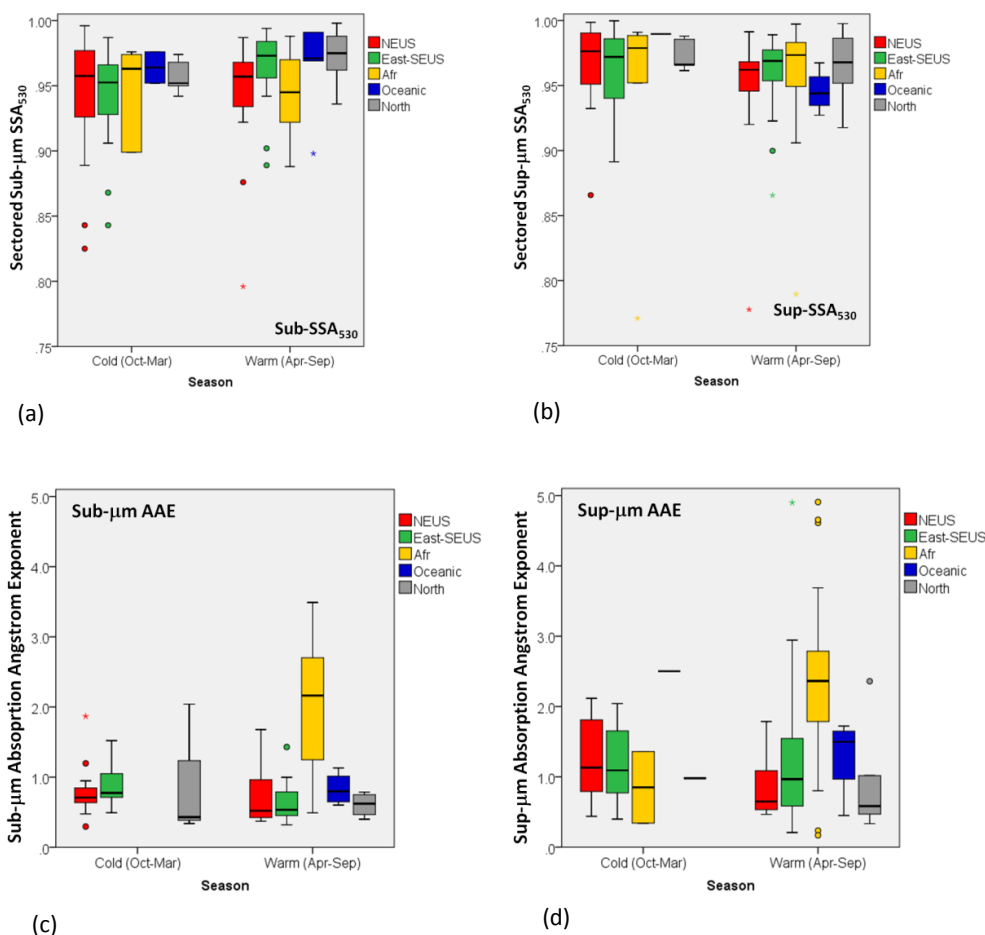 1.00
.95
.90
.85
.80
.75
Sectored Sub-μm SSA530
Sub-SSA530
Cold (Oct-Mar)
Warm (Apr-Sep)
Season
NEUS
East-SEUS
Afr
Oceanic
North
(a)
1.00
.95
.90
.85
.80
.75
Sectored Sup-μm SSA530
Sup-SSA530
Cold (Oct-Mar)
Warm (Apr-Sep)
Season
NEUS
East-SEUS
Afr
Oceanic
North
(b)
5.0
4.0
3.0
2.0
1.0
.0
Sub-μm Absoprtion Angstrom Exponent
Sub-μm AAE
Cold (Oct-Mar)
Warm (Apr-Sep)
Season
NEUS
East-SEUS
Afr
Oceanic
North
(c)
5.0
4.0
3.0
2.0
1.0
.0
Sup-μm Absorption Angstrom Exponent
Sup-μm AAE
Cold (Oct-Mar)
Warm (Apr-Sep)
Season
NEUS
East-SEUS
Afr
Oceanic
North
(d)